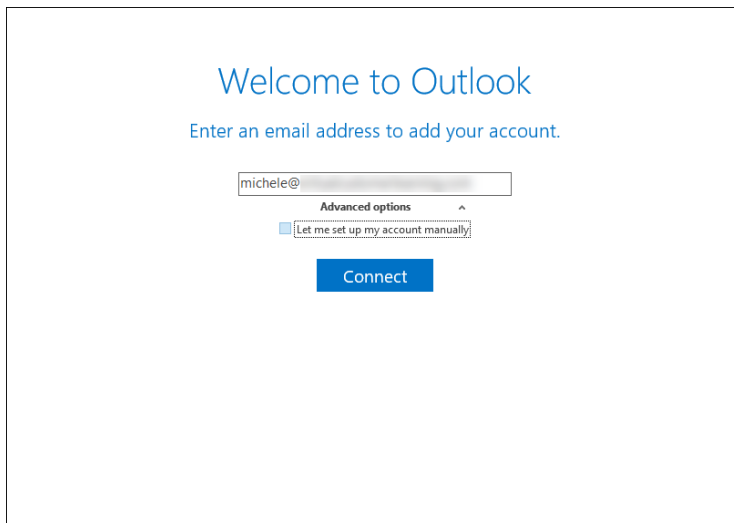 Welcome to Outlook
Enter an email address to add your account.
michele@
Advanced options
Let me set up my account manually
Connect